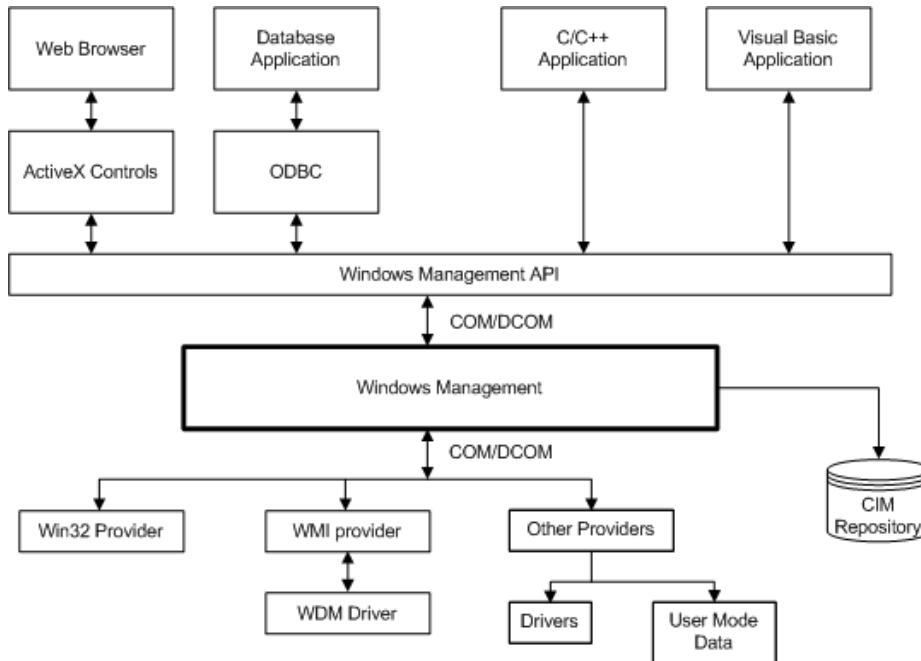 Web Browser
Database
Application
C/C++
Application
Visual Basic
Application
ActiveX Controls
ODBC
Windows Management API
COM/DCOM
Windows Management
COM/DCOM
CIM
Repository
Win32 Provider
WMI provider
Other Providers
WDM Driver
Drivers
User Mode
Data